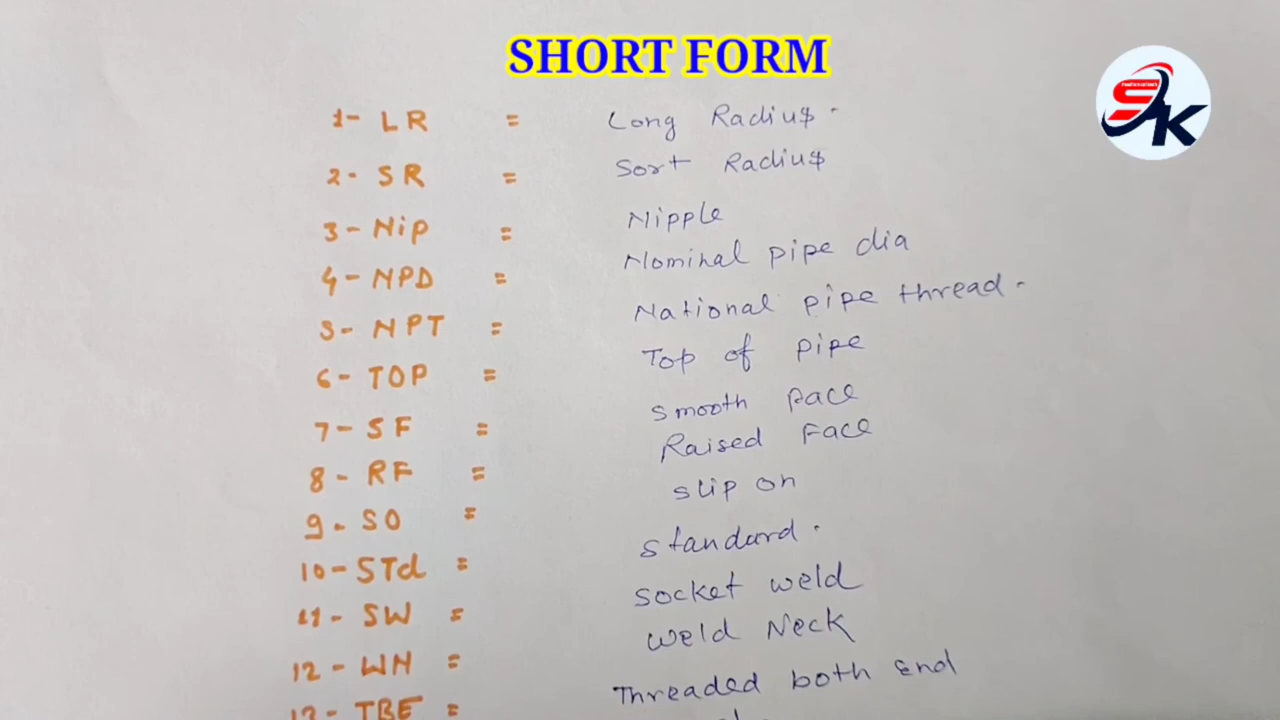 SHORT FORM
SK
1- LR = Long Radius.
2- SR = Sort Radius
3- Nip = Nipple
4- NPD = Nominal pipe dia
5- NPT = National pipe thread.
6- TOP = Top of pipe
7- SF = Smooth Face
8- RF = Raised Face
9- SO = Slip on
10- STd = Standard.
11- SW = Socket weld
12- WN = Weld Neck
13- TBE = Threaded both End